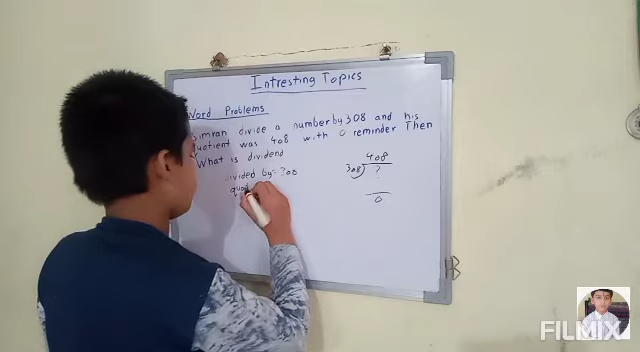 Intresting Topics
Word Problems
Simran divide a number by 308 and his
quotient was 408 with 0 reminder Then
What is dividend
divided by= 308
quo
408
308) ?
0
FILMIX